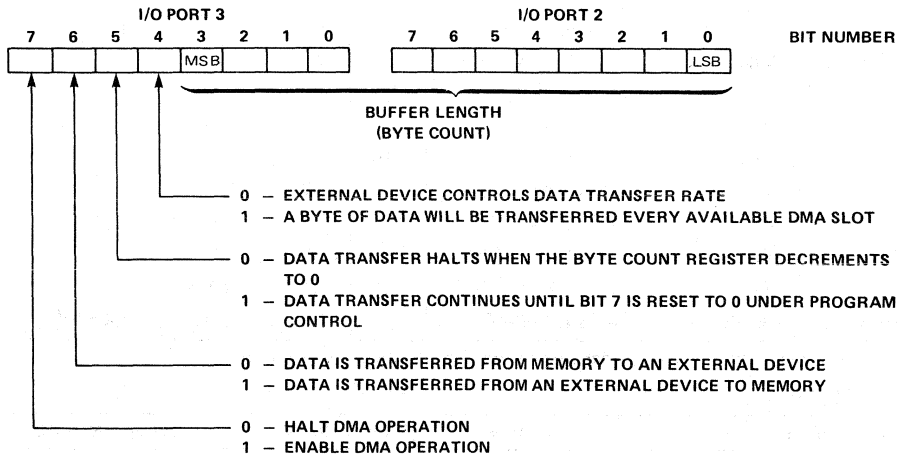 I/O PORT 3 I/O PORT 2
7 6 5 4 3 2 1 0 7 6 5 4 3 2 1 0 BIT NUMBER
MSB LSB
BUFFER LENGTH
(BYTE COUNT)
0 – EXTERNAL DEVICE CONTROLS DATA TRANSFER RATE
1 – A BYTE OF DATA WILL BE TRANSFERRED EVERY AVAILABLE DMA SLOT
0 – DATA TRANSFER HALTS WHEN THE BYTE COUNT REGISTER DECREMENTS
TO 0
1 – DATA TRANSFER CONTINUES UNTIL BIT 7 IS RESET TO 0 UNDER PROGRAM
CONTROL
0 – DATA IS TRANSFERRED FROM MEMORY TO AN EXTERNAL DEVICE
1 – DATA IS TRANSFERRED FROM AN EXTERNAL DEVICE TO MEMORY
0 – HALT DMA OPERATION
1 – ENABLE DMA OPERATION